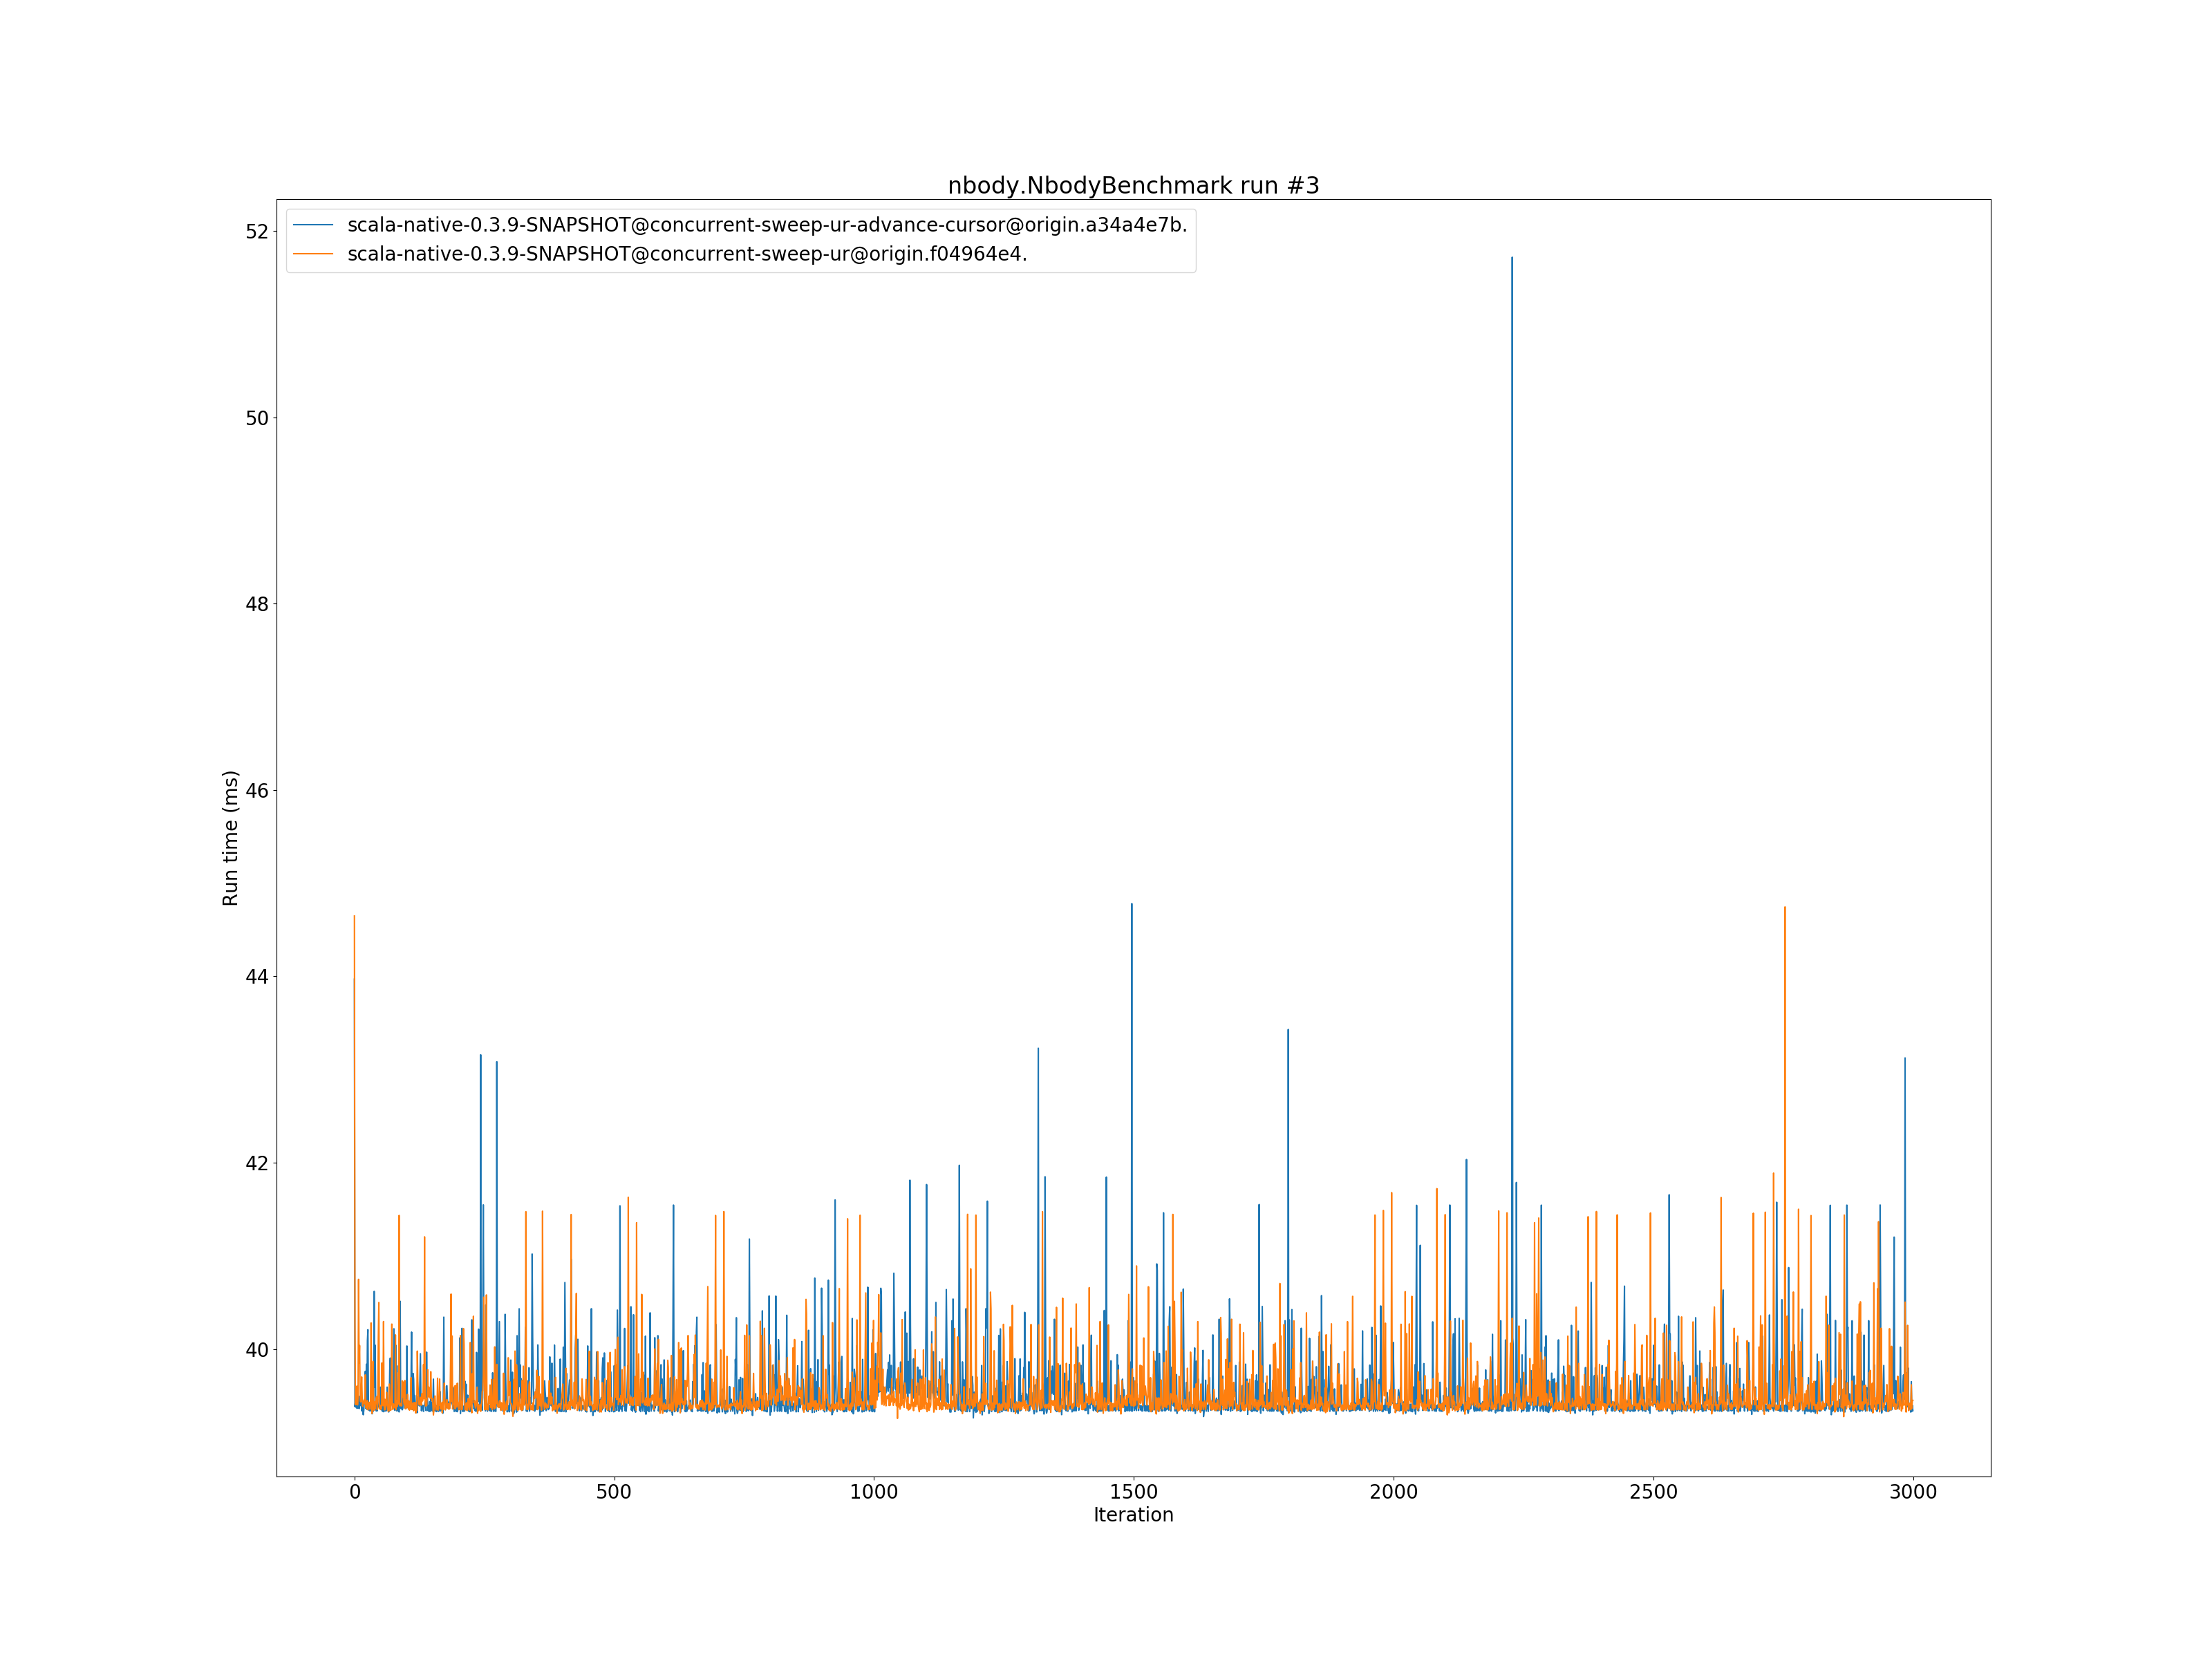 nbody.NbodyBenchmark run #3
scala-native-0.3.9-SNAPSHOT@concurrent-sweep-ur-advance-cursor@origin.a34a4e7b.
scala-native-0.3.9-SNAPSHOT@concurrent-sweep-ur@origin.f04964e4.
52
50
48
46
44
42
40
Run time (ms)
0 500 1000 1500 2000 2500 3000
Iteration